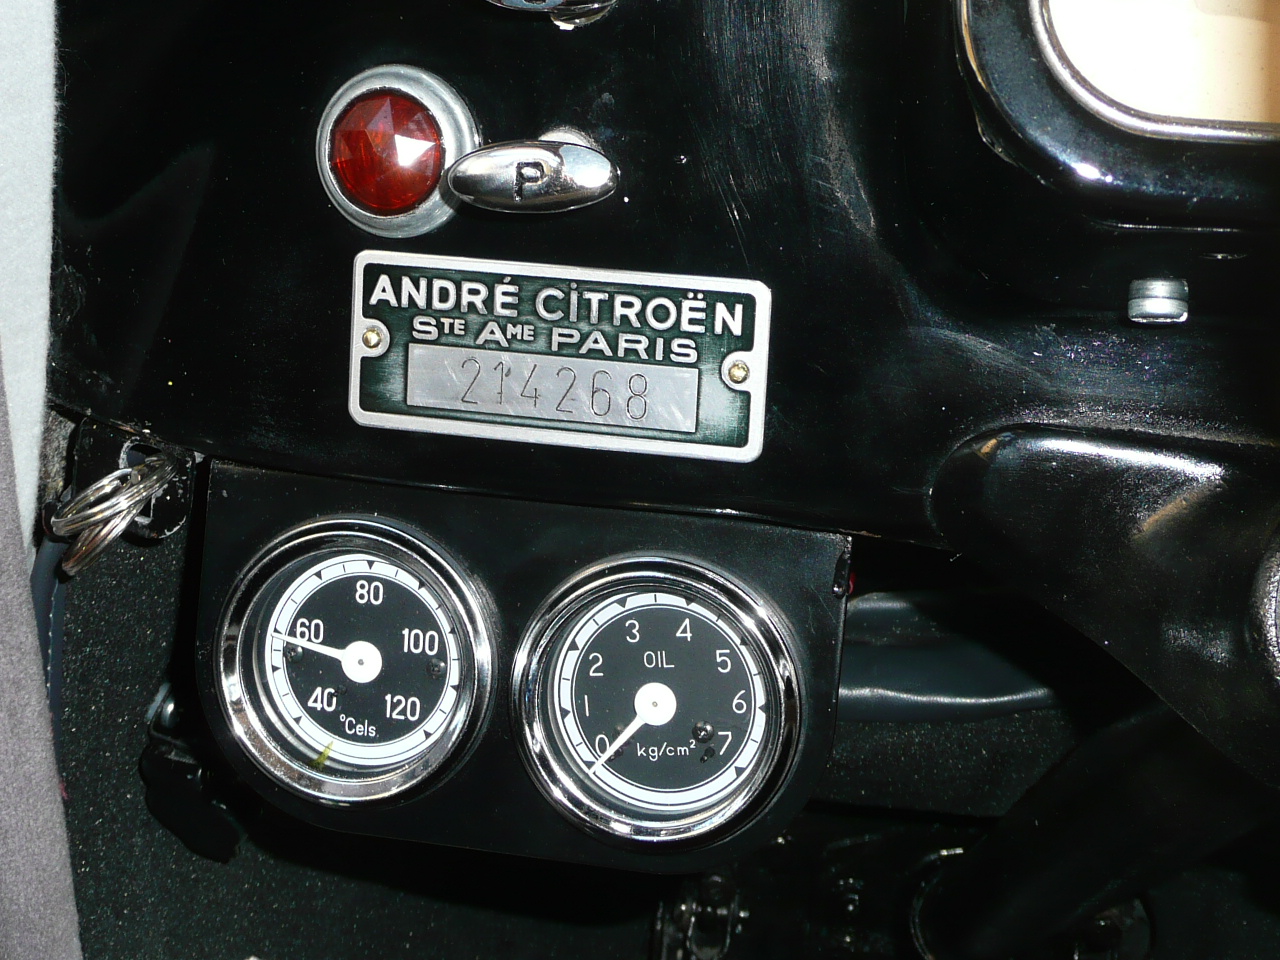 P
ANDRÉ CiTROËN
STE AME PARIS
214268
80
60
100
40
120
°Cels.
3
4
2
OIL
5
1
6
0
kg/cm²
7